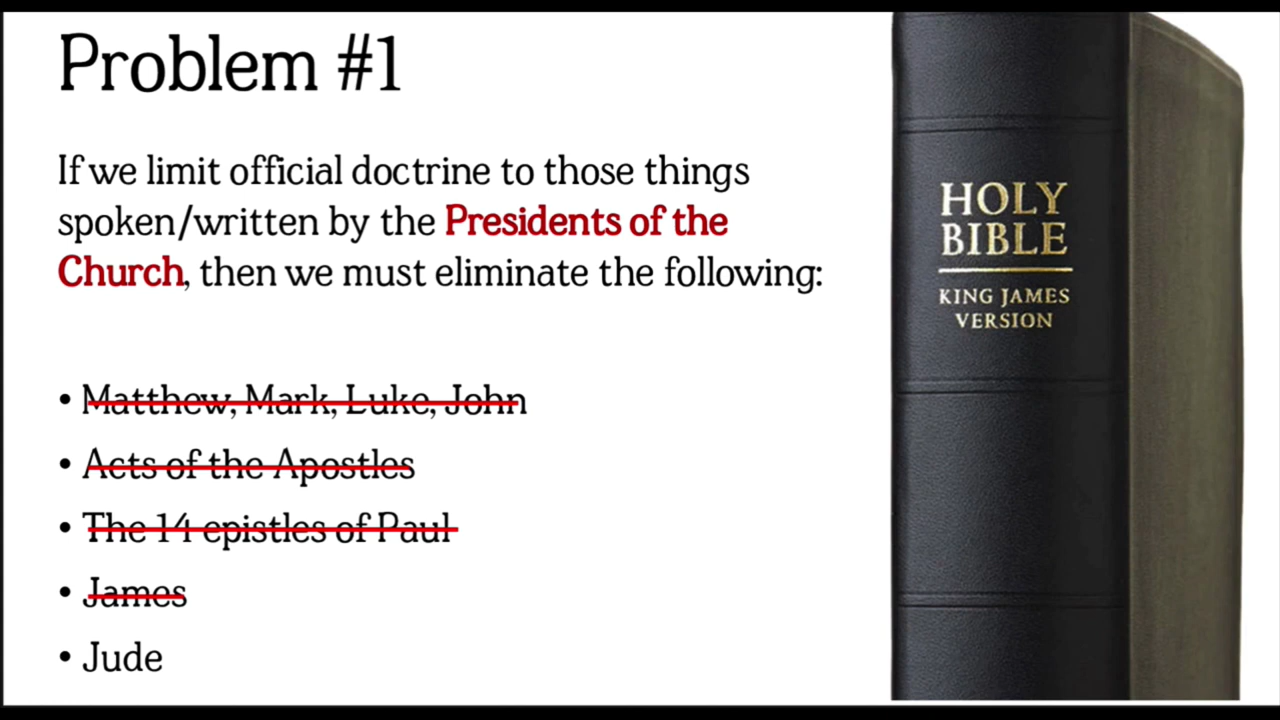 Problem #1
If we limit official doctrine to those things
spoken/written by the Presidents of the
Church, then we must eliminate the following:
• Matthew, Mark, Luke, John
• Acts of the Apostles
• The 14 epistles of Paul
• James
• Jude
HOLY
BIBLE
KING JAMES
VERSION